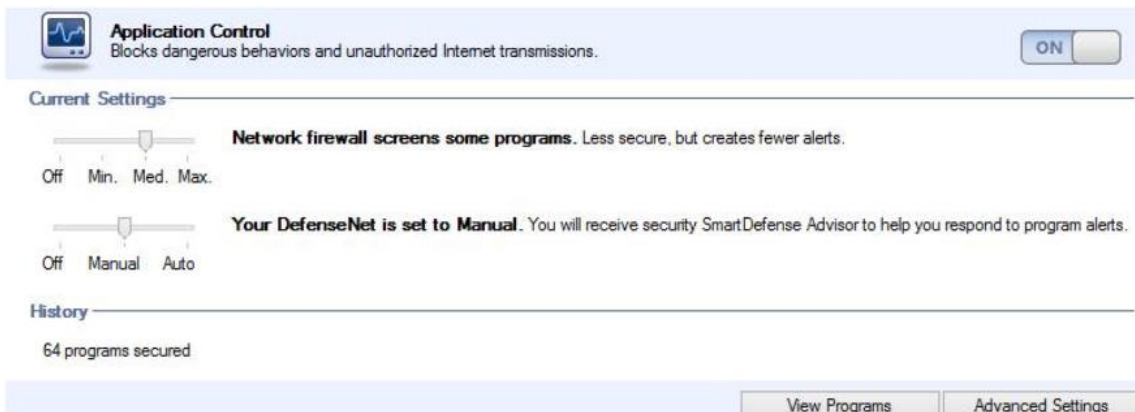 Application Control
Blocks dangerous behaviors and unauthorized Internet transmissions.
ON
Current Settings
Network firewall screens some programs. Less secure, but creates fewer alerts.
Off Min. Med. Max.
Your DefenseNet is set to Manual. You will receive security SmartDefense Advisor to help you respond to program alerts.
Off Manual Auto
History
64 programs secured
View Programs Advanced Settings